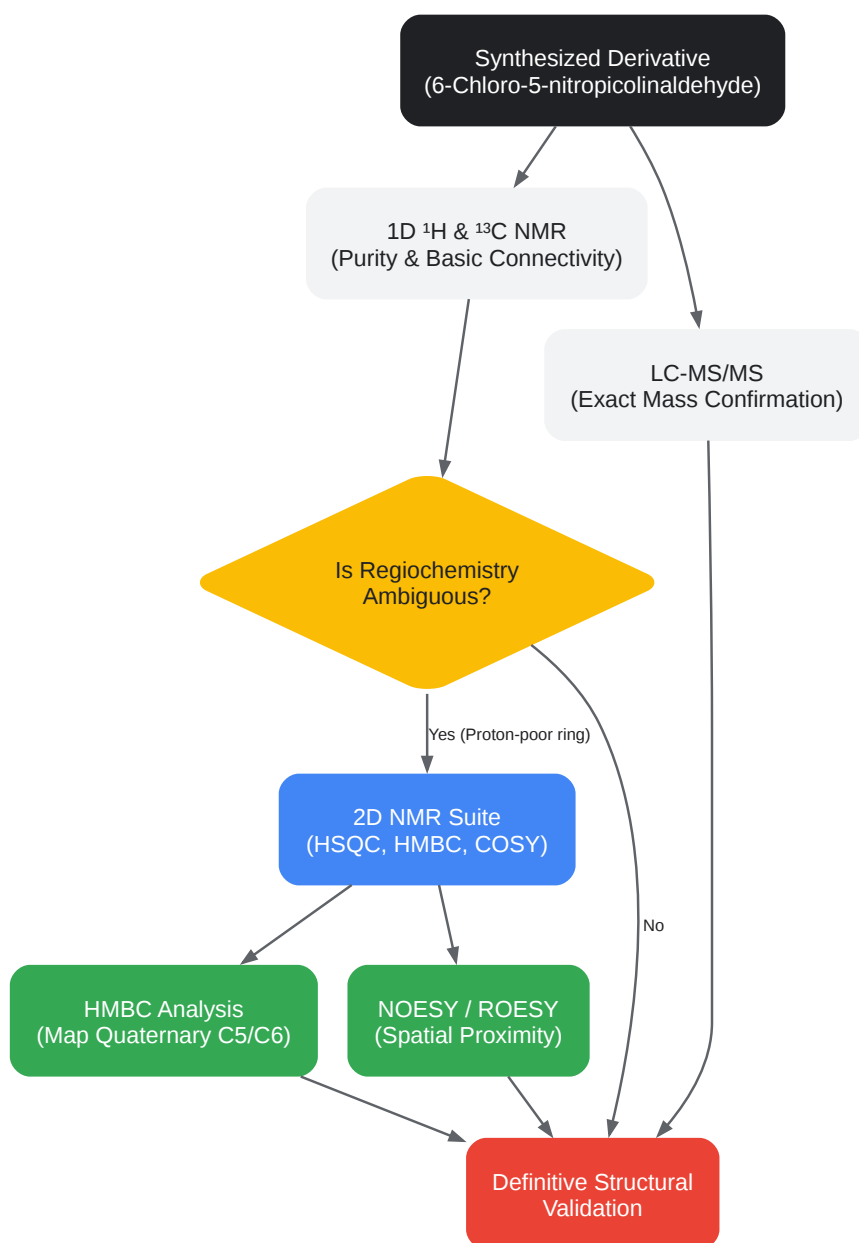 Synthesized Derivative
(6-Chloro-5-nitropicolinaldehyde)
1D ¹H & ¹³C NMR
(Purity & Basic Connectivity)
LC-MS/MS
(Exact Mass Confirmation)
Is Regiochemistry
Ambiguous?
Yes (Proton-poor ring)
2D NMR Suite
(HSQC, HMBC, COSY)
No
HMBC Analysis
(Map Quaternary C5/C6)
NOESY / ROESY
(Spatial Proximity)
Definitive Structural
Validation